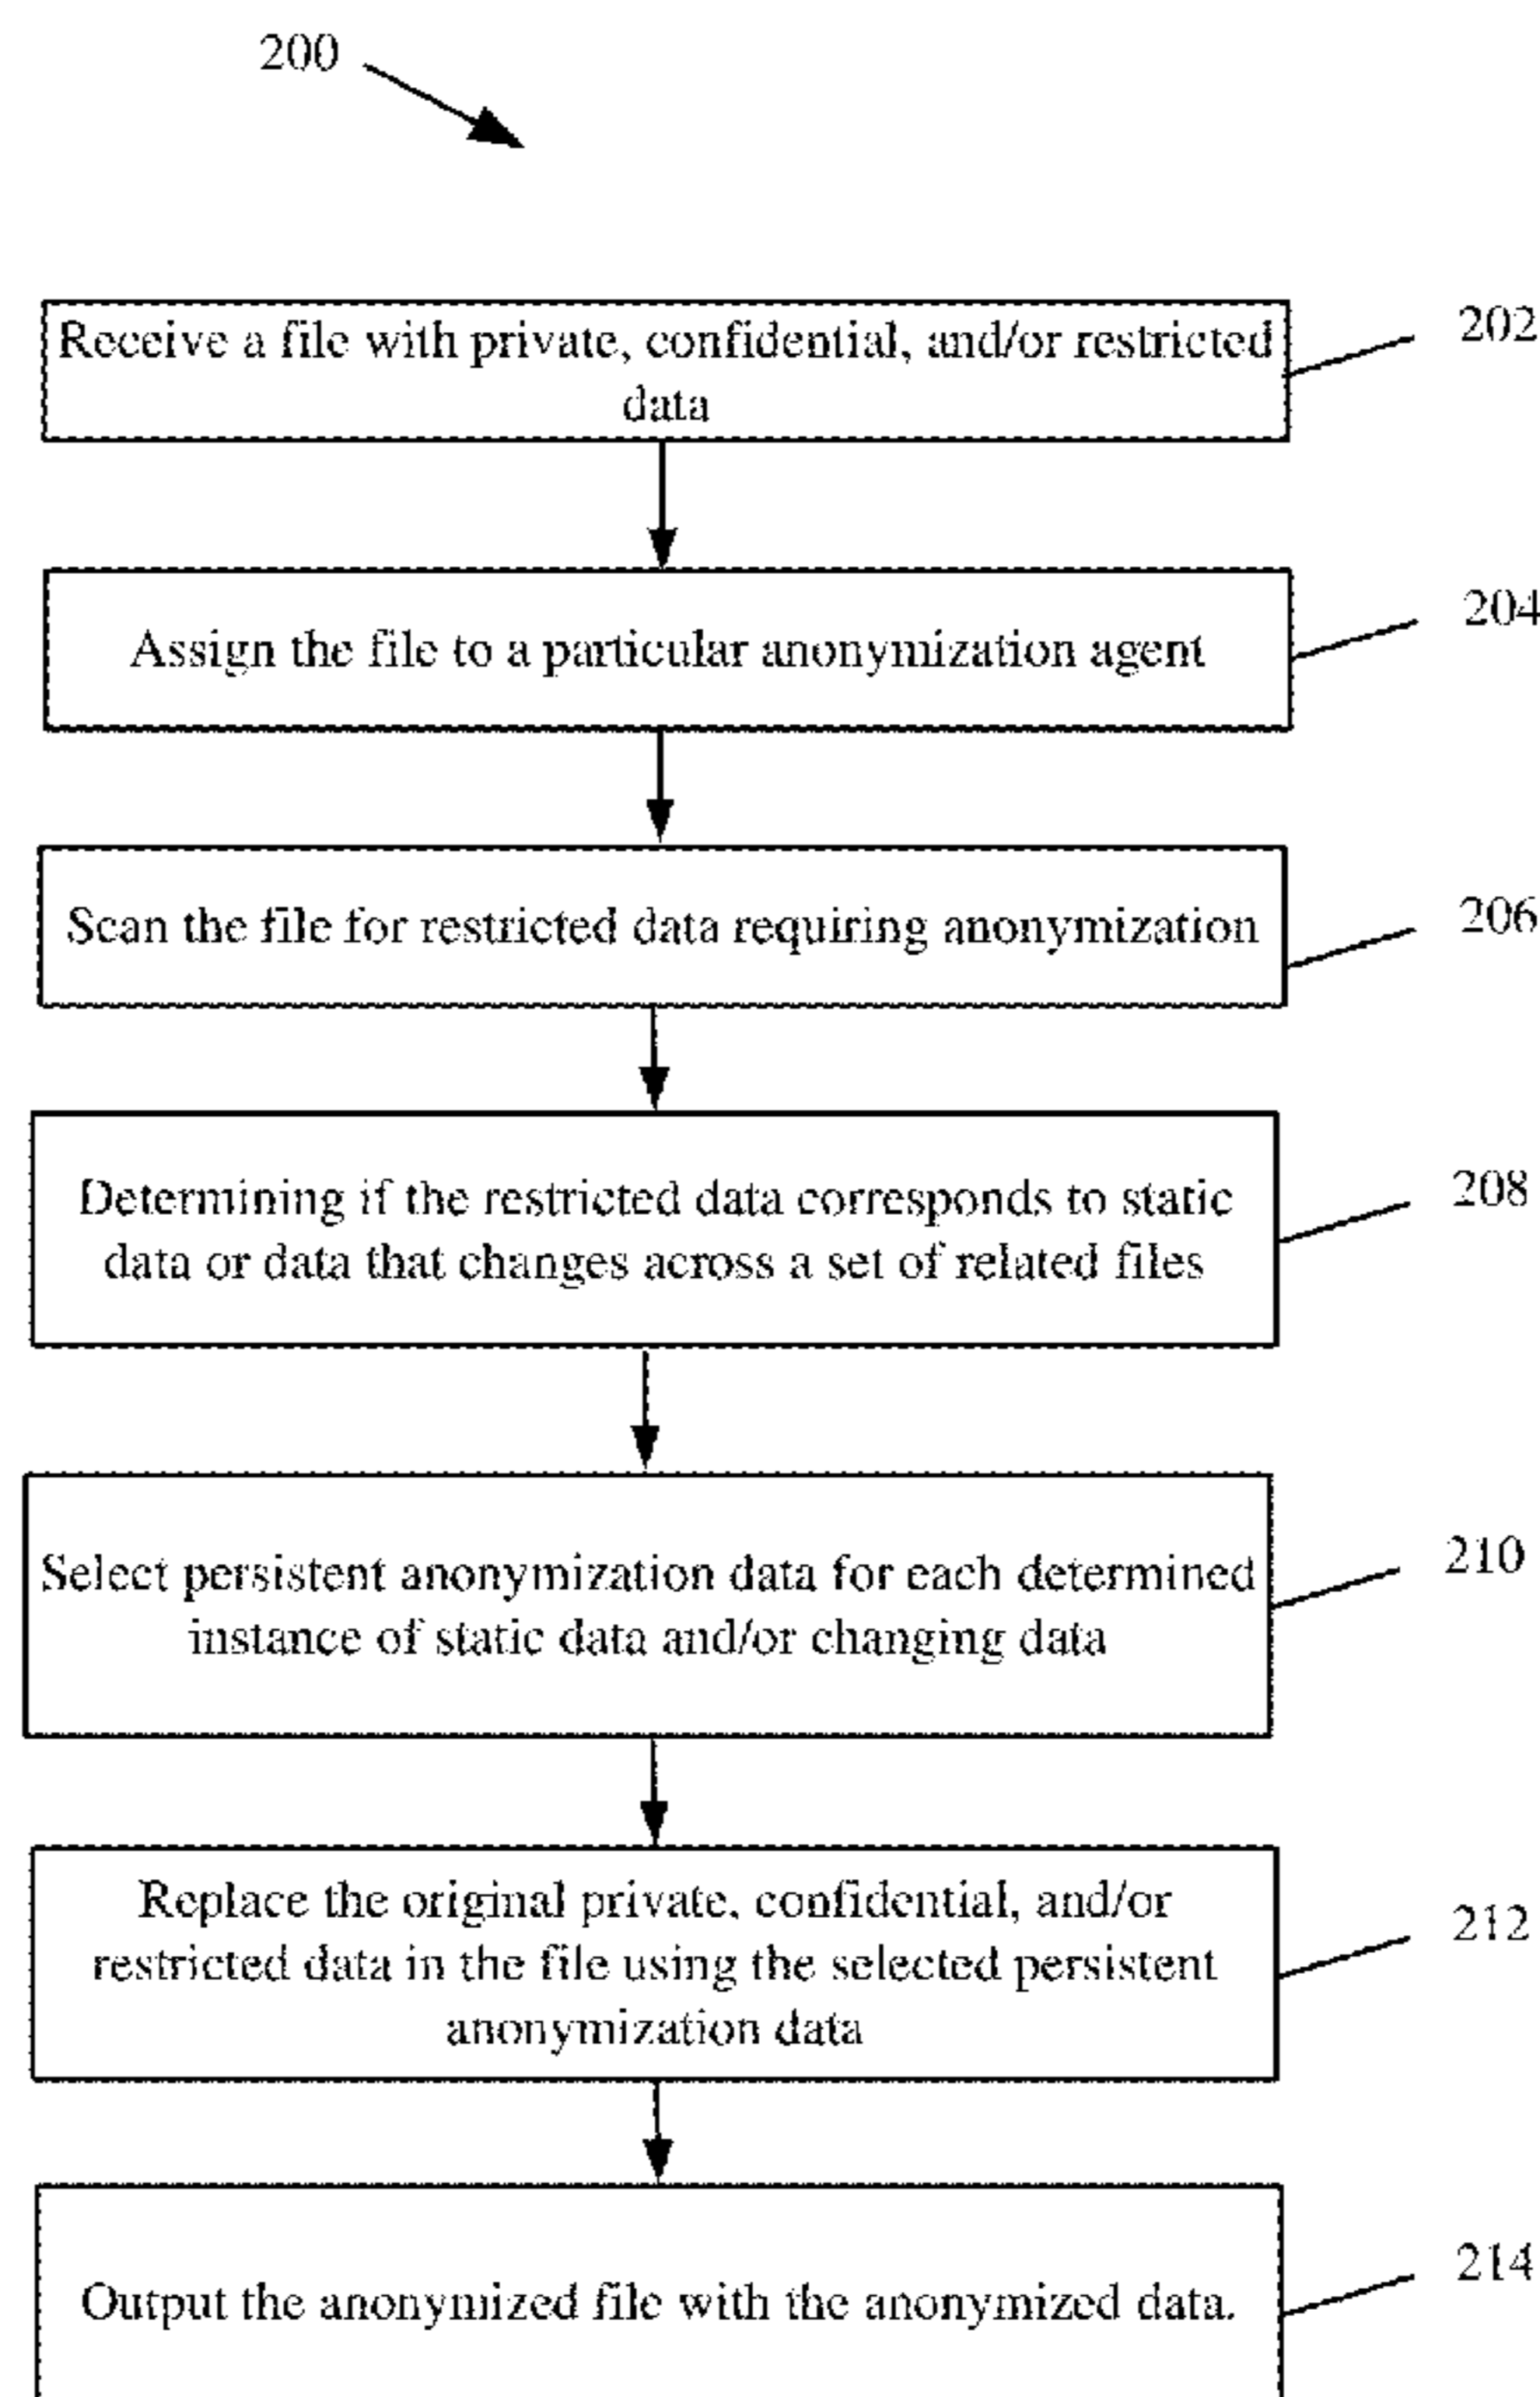 200
Receive a file with private, confidential, and/or restricted
data
202
Assign the file to a particular anonymization agent
204
Scan the file for restricted data requiring anonymization
206
Determining if the restricted data corresponds to static
data or data that changes across a set of related files
208
Select persistent anonymization data for each determined
instance of static data and/or changing data
210
Replace the original private, confidential, and/or
restricted data in the file using the selected persistent
anonymization data
212
Output the anonymized file with the anonymized data.
214